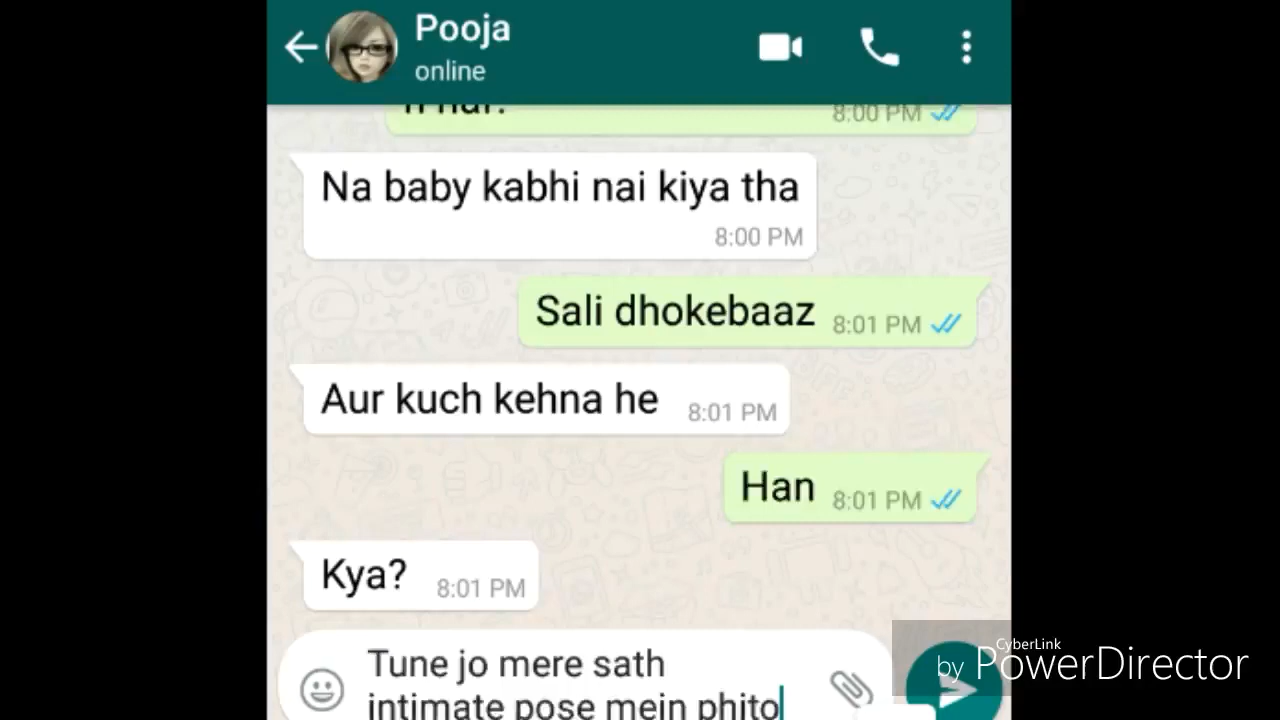 Pooja
online
8:00 PM
Na baby kabhi nai kiya tha
8:00 PM
Sali dhokebaaz 8:01 PM
Aur kuch kehna he 8:01 PM
Han 8:01 PM
Kya? 8:01 PM
Tune jo mere sath
intimate pose mein phito
CyberLink
by PowerDirector